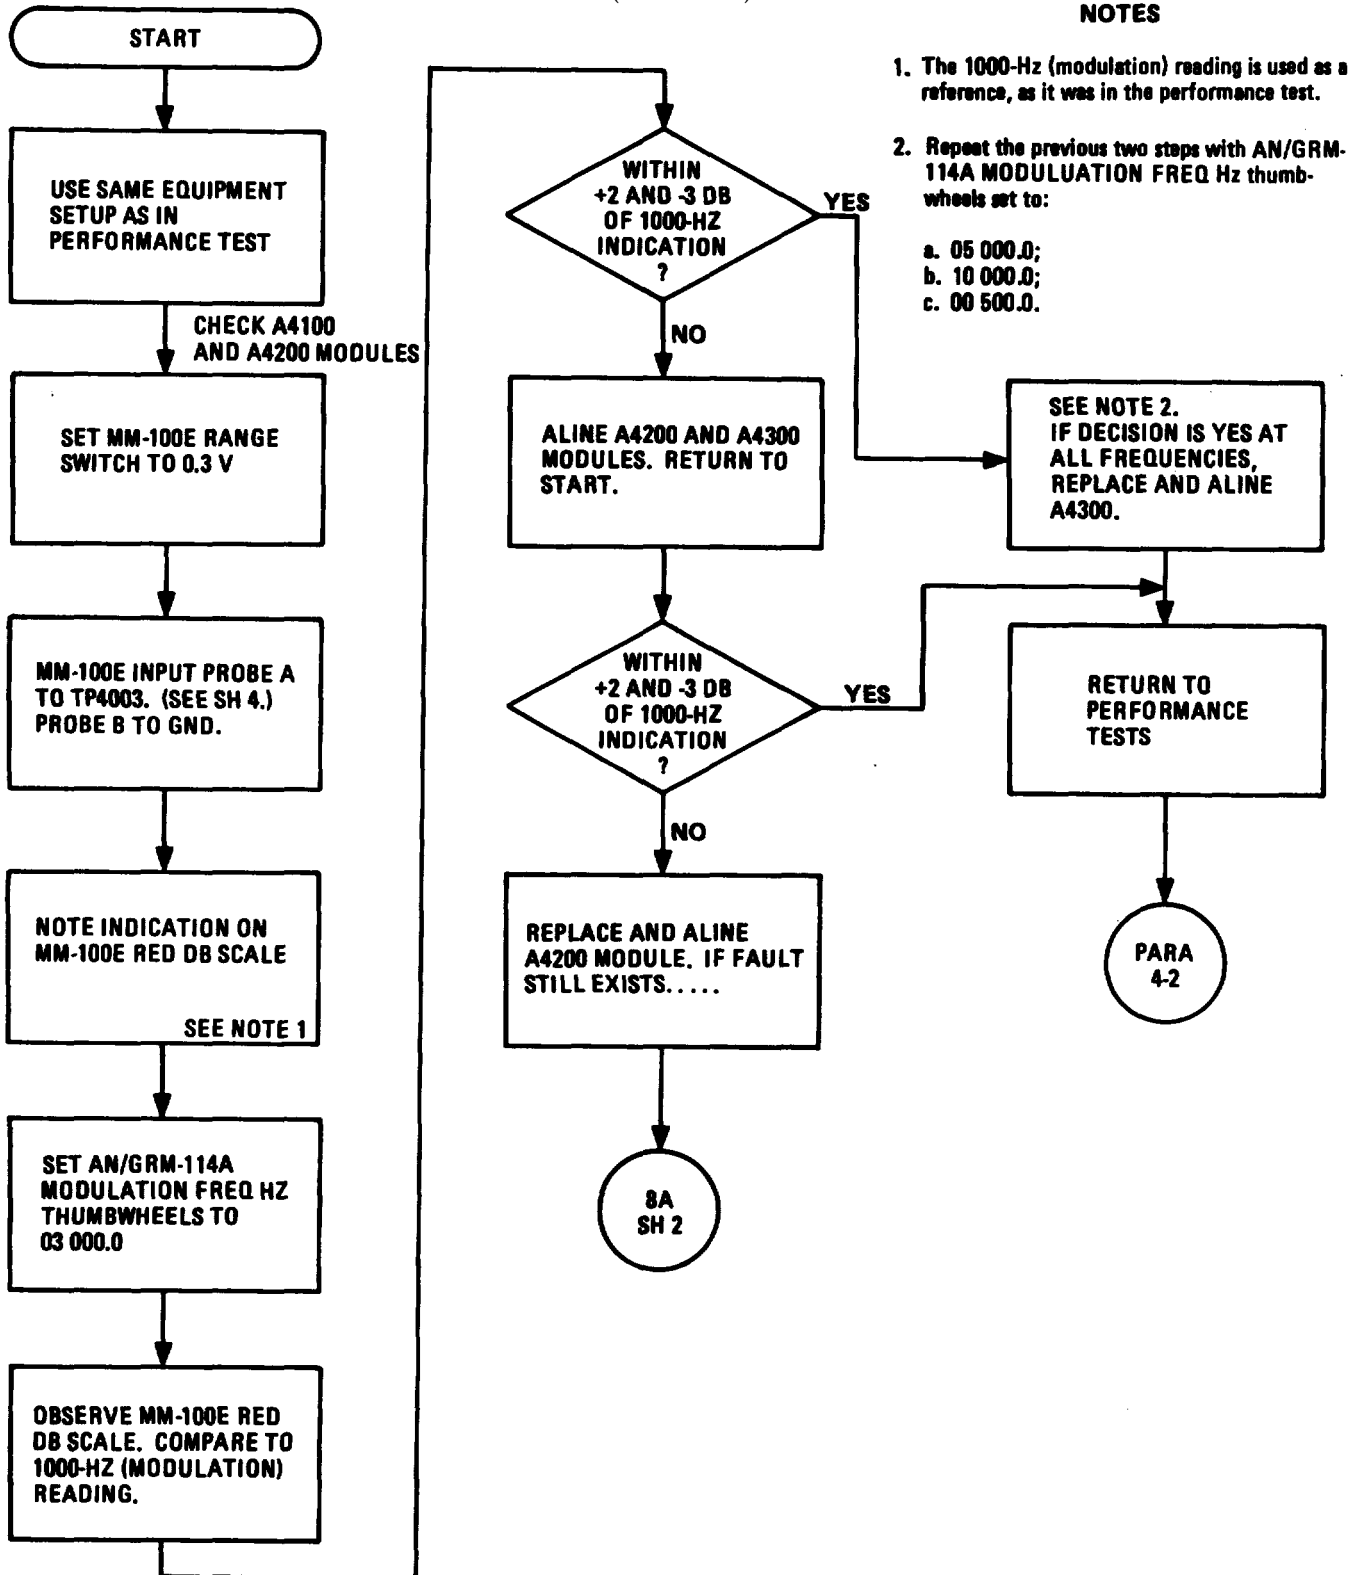 START
USE SAME EQUIPMENT
SETUP AS IN
PERFORMANCE TEST
CHECK A4100
AND A4200 MODULES
SET MM-100E RANGE
SWITCH TO 0.3 V
MM-100E INPUT PROBE A
TO TP4003. (SEE SH 4.)
PROBE B TO GND.
NOTE INDICATION ON
MM-100E RED DB SCALE
SEE NOTE 1
SET AN/GRM-114A
MODULATION FREQ HZ
THUMBWHEELS TO
03 000.0
OBSERVE MM-100E RED
DB SCALE. COMPARE TO
1000-HZ (MODULATION)
READING.
WITHIN
+2 AND -3 DB
OF 1000-HZ
INDICATION
?
YES
NO
ALINE A4200 AND A4300
MODULES. RETURN TO
START.
WITHIN
+2 AND -3 DB
OF 1000-HZ
INDICATION
?
YES
NO
REPLACE AND ALINE
A4200 MODULE. IF FAULT
STILL EXISTS.....
8A
SH 2
NOTES
1. The 1000-Hz (modulation) reading is used as a
reference, as it was in the performance test.
2. Repeat the previous two steps with AN/GRM-
114A MODULUATION FREQ Hz thumb-
wheels set to:
a. 05 000.0;
b. 10 000.0;
c. 00 500.0.
SEE NOTE 2.
IF DECISION IS YES AT
ALL FREQUENCIES,
REPLACE AND ALINE
A4300.
RETURN TO
PERFORMANCE
TESTS
PARA
4-2